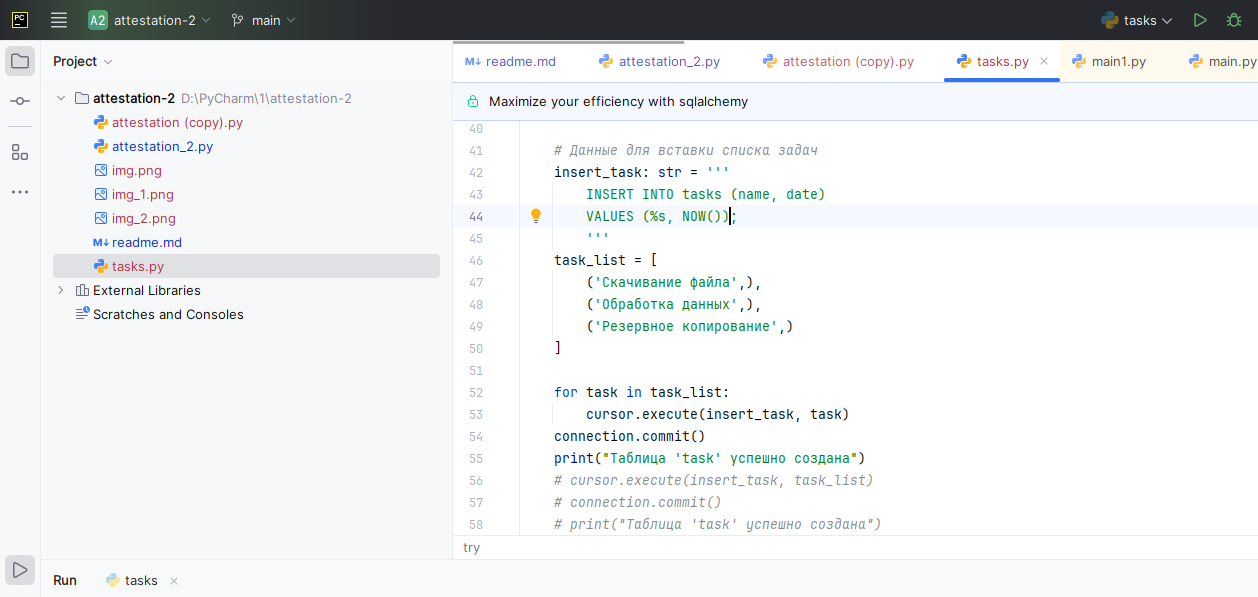 PC
A2 attestation-2
main
tasks
Project
attestation-2 D:\PyCharm\1\attestation-2
attestation (copy).py
attestation_2.py
img.png
img_1.png
img_2.png
M↓ readme.md
tasks.py
External Libraries
Scratches and Consoles
M↓ readme.md attestation_2.py attestation (copy).py tasks.py × main1.py main.py
Maximize your efficiency with sqlalchemy
40
41 # Данные для вставки списка задач
42 insert_task: str = '''
43 INSERT INTO tasks (name, date)
44 VALUES (%s, NOW());
45 '''
46 task_list = [
47 ('Скачивание файла',),
48 ('Обработка данных',),
49 ('Резервное копирование',)
50 ]
51
52 for task in task_list:
53 cursor.execute(insert_task, task)
54 connection.commit()
55 print("Таблица 'task' успешно создана")
56 # cursor.execute(insert_task, task_list)
57 # connection.commit()
58 # print("Таблица 'task' успешно создана")
try
Run tasks ×